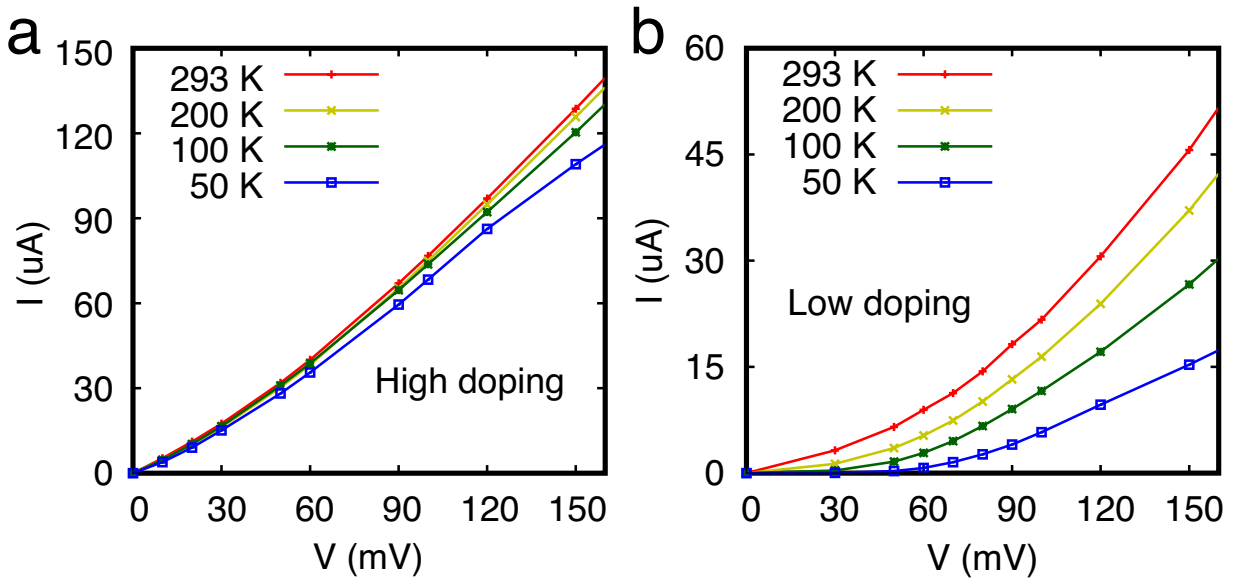 a
150
120
90
60
30
0
I (uA)
293 K
200 K
100 K
50 K
High doping
0 30 60 90 120 150
V (mV)
b
60
45
30
15
0
I (uA)
293 K
200 K
100 K
50 K
Low doping
0 30 60 90 120 150
V (mV)